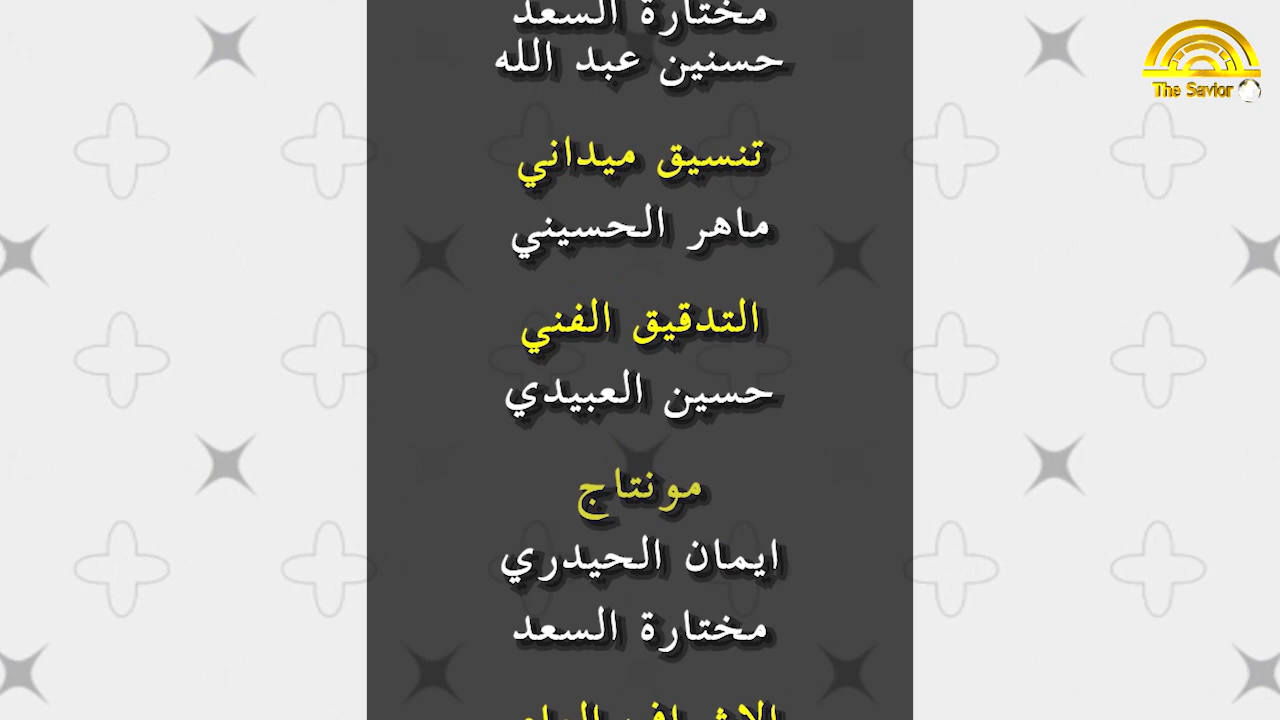 مختارة السعد
حسنين عبد الله
The Savior
تنسيق ميداني
ماهر الحسيني
التدقيق الفني
حسين العبيدي
مونتاج
ايمان الحيدري
مختارة السعد